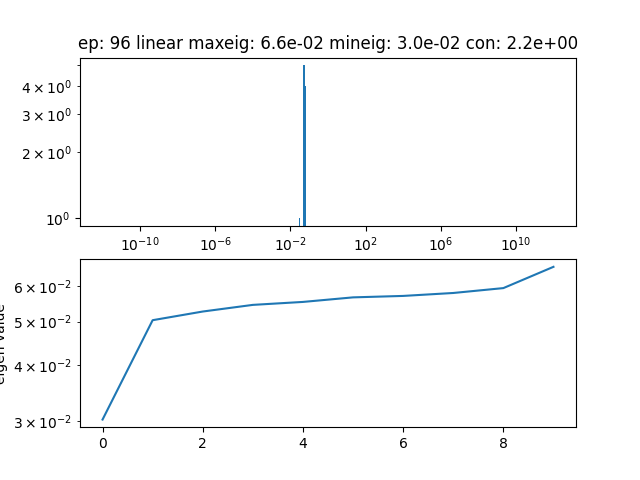 ep: 96 linear maxeig: 6.6e-02 mineig: 3.0e-02 con: 2.2e+00
4 × 10⁰
3 × 10⁰
2 × 10⁰
10⁰
10⁻¹⁰ 10⁻⁶ 10⁻² 10² 10⁶ 10¹⁰
6 × 10⁻²
5 × 10⁻²
4 × 10⁻²
3 × 10⁻²
eigen value
0 2 4 6 8